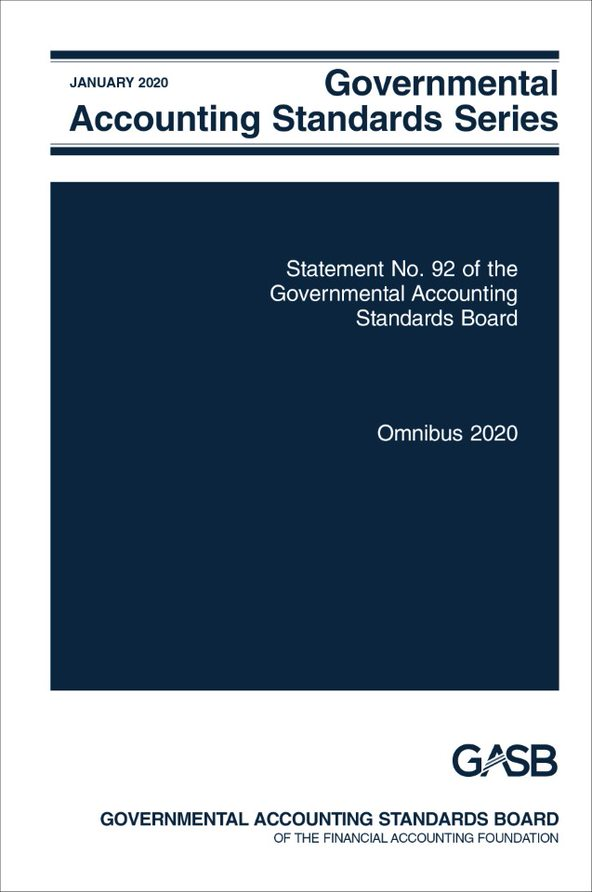 JANUARY 2020
Governmental
Accounting Standards Series
Statement No. 92 of the
Governmental Accounting
Standards Board
Omnibus 2020
GASB
GOVERNMENTAL ACCOUNTING STANDARDS BOARD
OF THE FINANCIAL ACCOUNTING FOUNDATION